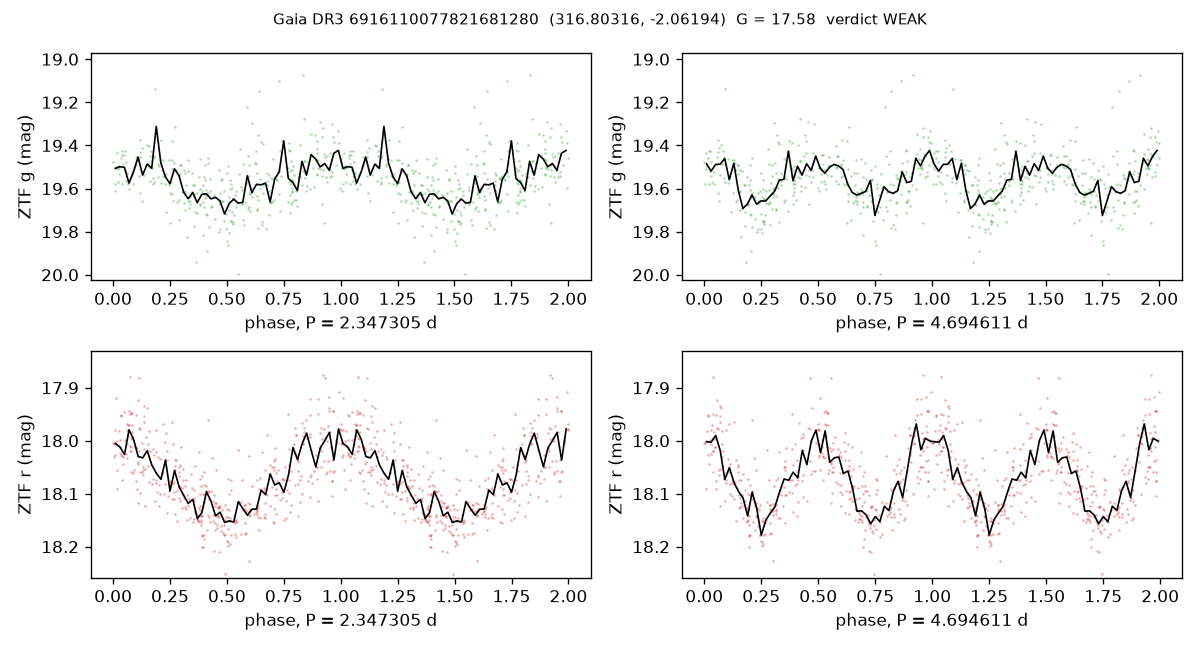 Gaia DR3 6916110077821681280 (316.80316, -2.06194) G = 17.58 verdict WEAK
ZTF g (mag)
19.0
19.2
19.4
19.6
19.8
20.0
0.00 0.25 0.50 0.75 1.00 1.25 1.50 1.75 2.00
phase, P = 2.347305 d
ZTF g (mag)
19.0
19.2
19.4
19.6
19.8
20.0
0.00 0.25 0.50 0.75 1.00 1.25 1.50 1.75 2.00
phase, P = 4.694611 d
ZTF r (mag)
17.9
18.0
18.1
18.2
0.00 0.25 0.50 0.75 1.00 1.25 1.50 1.75 2.00
phase, P = 2.347305 d
ZTF r (mag)
17.9
18.0
18.1
18.2
0.00 0.25 0.50 0.75 1.00 1.25 1.50 1.75 2.00
phase, P = 4.694611 d